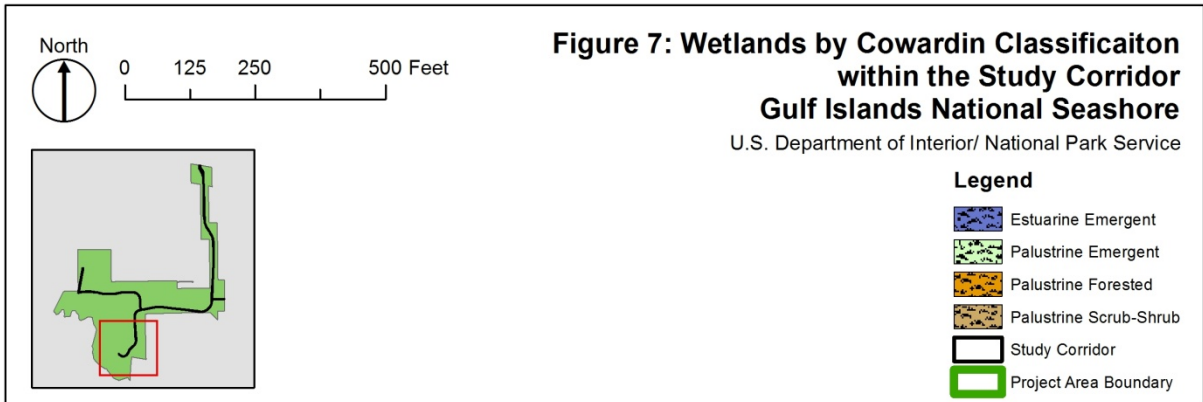 North
0 125 250 500 Feet
Figure 7: Wetlands by Cowardin Classificaiton
within the Study Corridor
Gulf Islands National Seashore
U.S. Department of Interior/ National Park Service
Legend
Estuarine Emergent
Palustrine Emergent
Palustrine Forested
Palustrine Scrub-Shrub
Study Corridor
Project Area Boundary